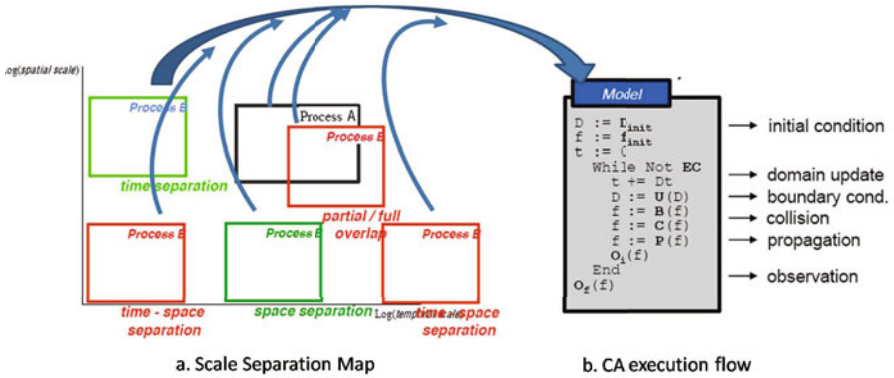 Log(spatial scale)
Process B
time separation
Process A
Process B
partial / full
overlap
Process B
time - space
separation
Process B
space separation
Process B
time - space
separation
a. Scale Separation Map
Model
D := Dinit
f := finit
t := 0
While Not EC
t += Dt
D := U(D)
f := B(f)
f := C(f)
f := P(f)
Oi(f)
End
Of(f)
initial condition
domain update
boundary cond.
collision
propagation
observation
b. CA execution flow